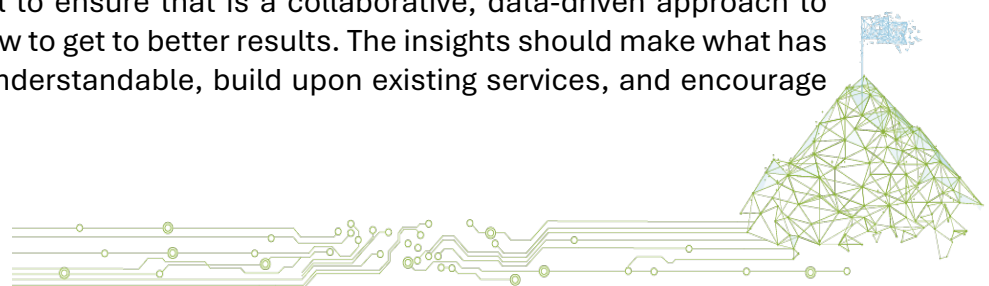 to ensure that is a collaborative, data-driven approach to
to get to better results. The insights should make what has
build upon existing services, and encourage